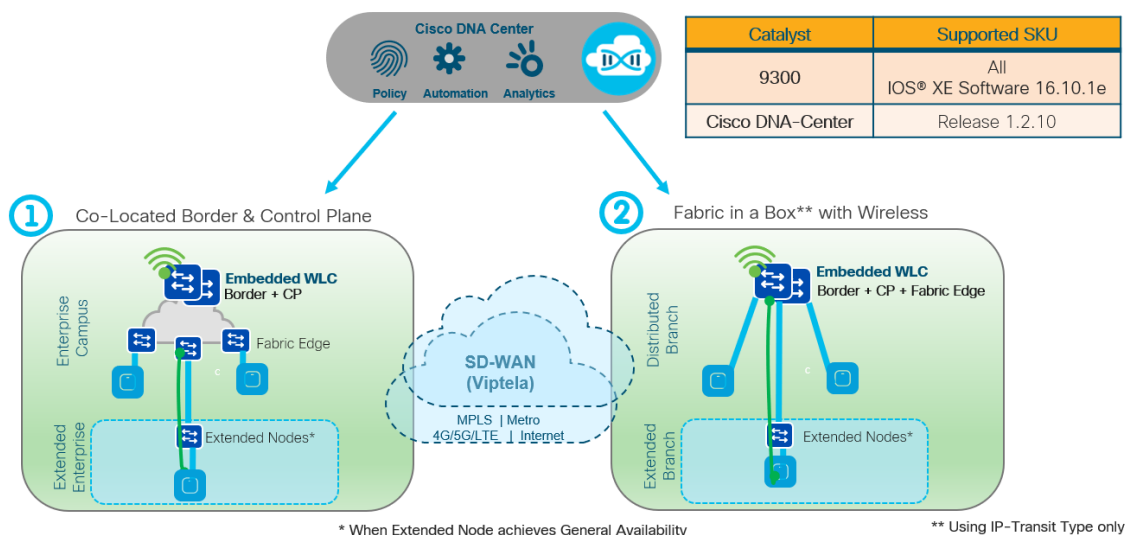 Cisco DNA Center
Policy Automation Analytics
Catalyst Supported SKU
9300 All
IOS® XE Software 16.10.1e
Cisco DNA-Center Release 1.2.10
1 Co-Located Border & Control Plane
Embedded WLC
Border + CP
Enterprise
Campus
Fabric Edge
C
Extended
Enterprise
Extended Nodes*
* When Extended Node achieves General Availability
SD-WAN
(Viptela)
MPLS | Metro
4G/5G/LTE | Internet
2 Fabric in a Box** with Wireless
Embedded WLC
Border + CP + Fabric Edge
Distributed
Branch
C
Extended
Branch
Extended Nodes*
** Using IP-Transit Type only